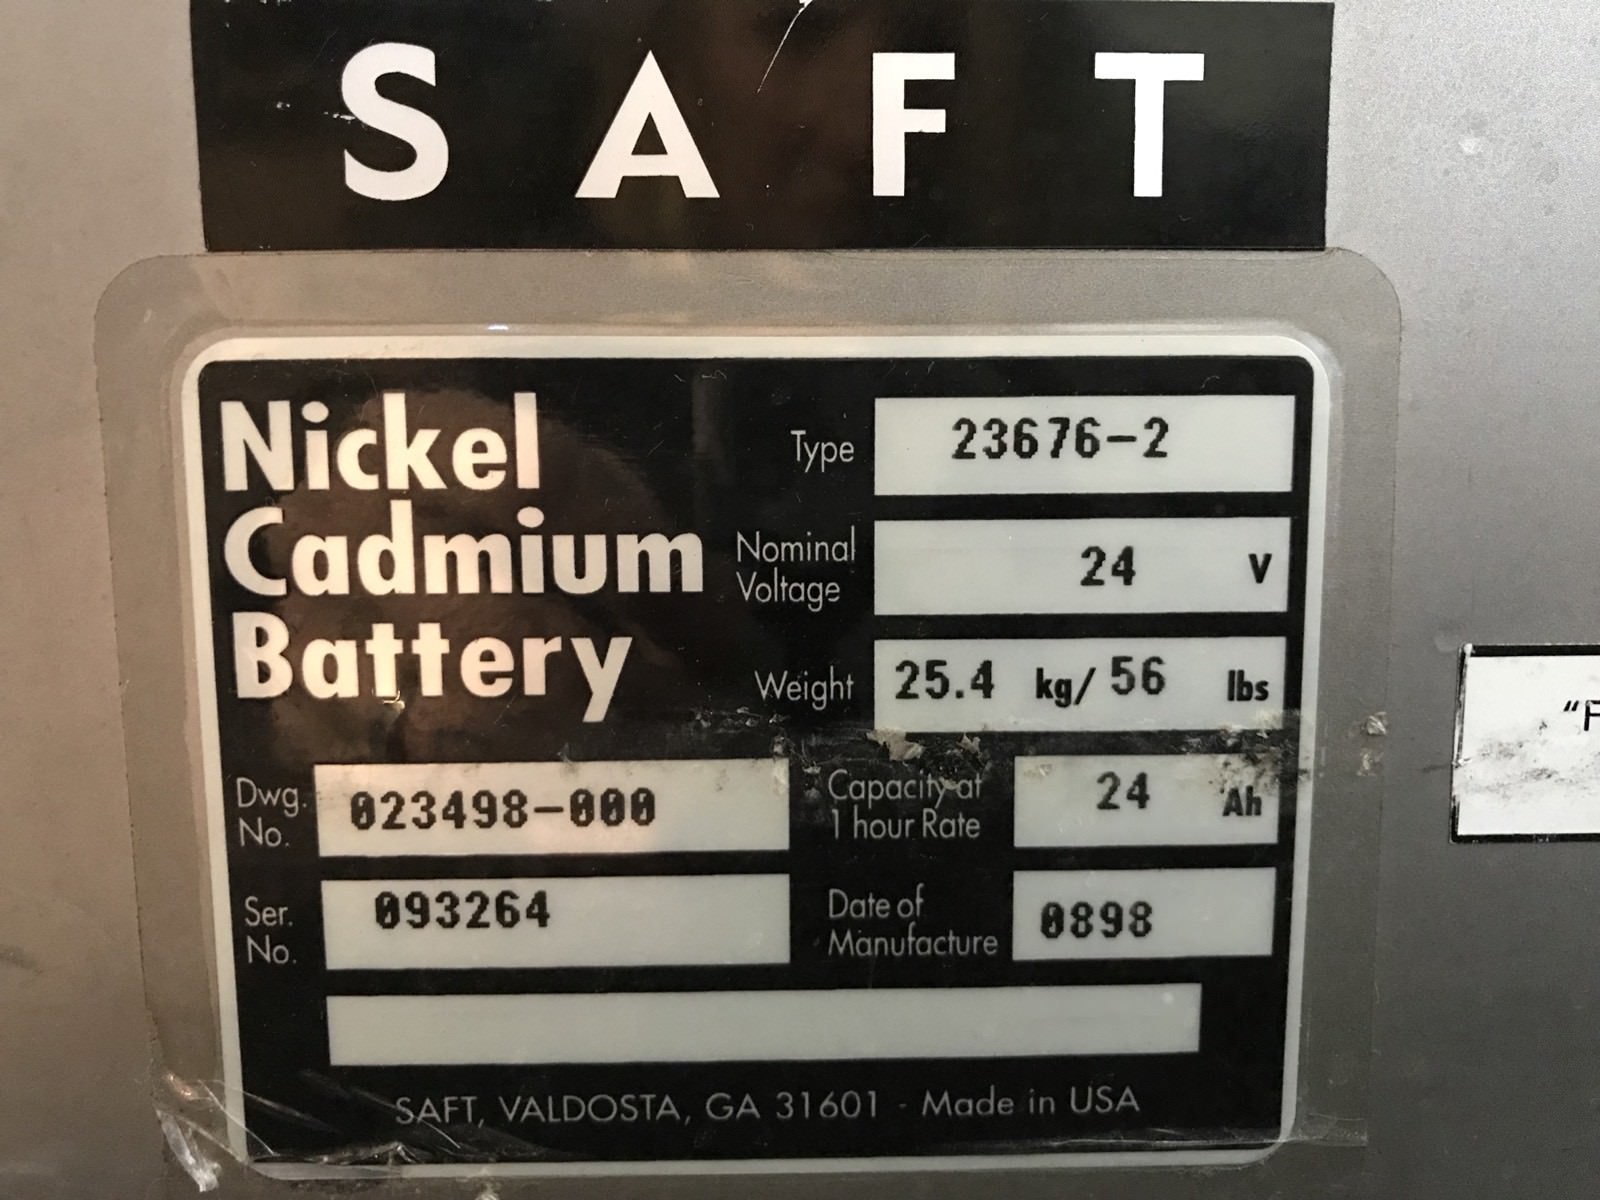 SAFT
Nickel
Cadmium
Battery
Type 23676-2
Nominal
Voltage 24 V
Weight 25.4 kg/ 56 lbs
Dwg.
No. 023498-000
Capacity at
1 hour Rate 24 Ah
Ser.
No. 093264
Date of
Manufacture 0898
SAFT, VALDOSTA, GA 31601 - Made in USA
"F